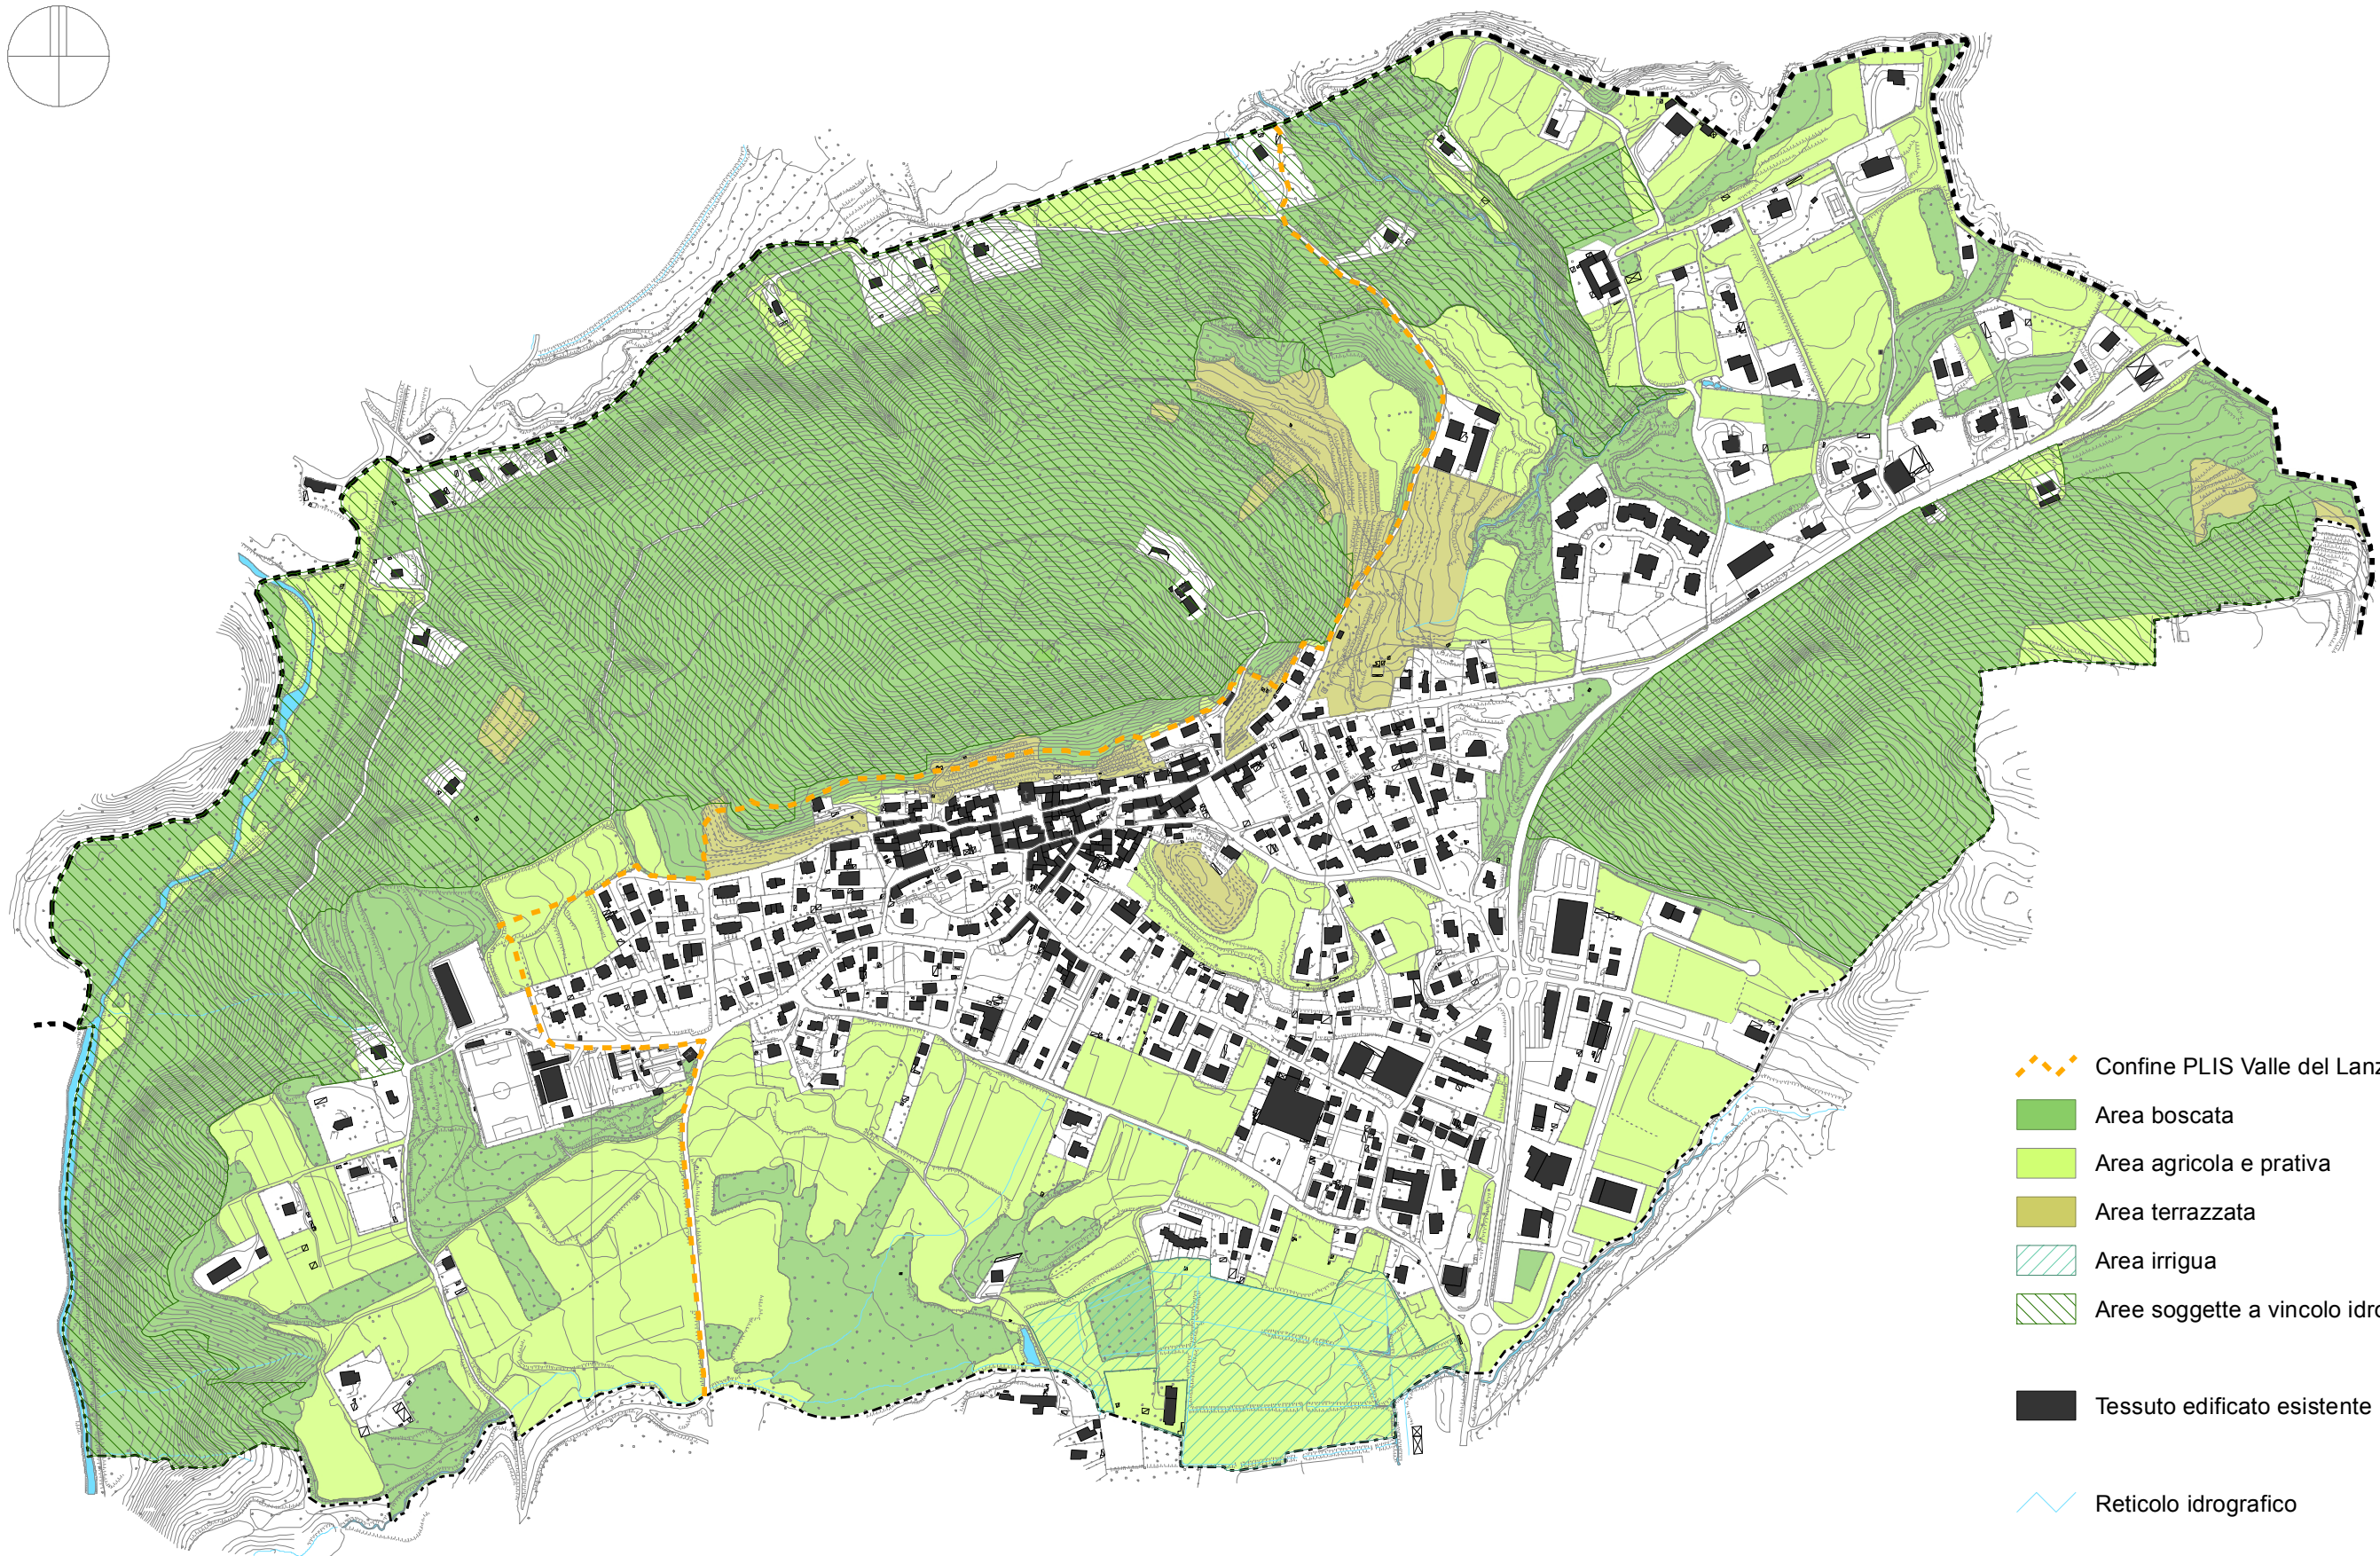 Confine PLIS Valle del Lanz
Area boscata
Area agricola e prativa
Area terrazzata
Area irrigua
Aree soggette a vincolo idro
Tessuto edificato esistente
Reticolo idrografico